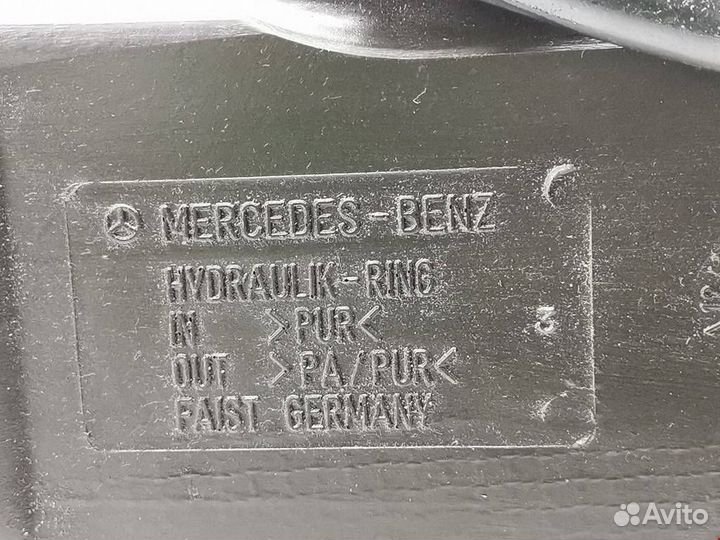 MERCEDES-BENZ
HYDRAULIK-RING
IN >PUR<
OUT >PA/PUR<
FAIST GERMANY
3
Avito